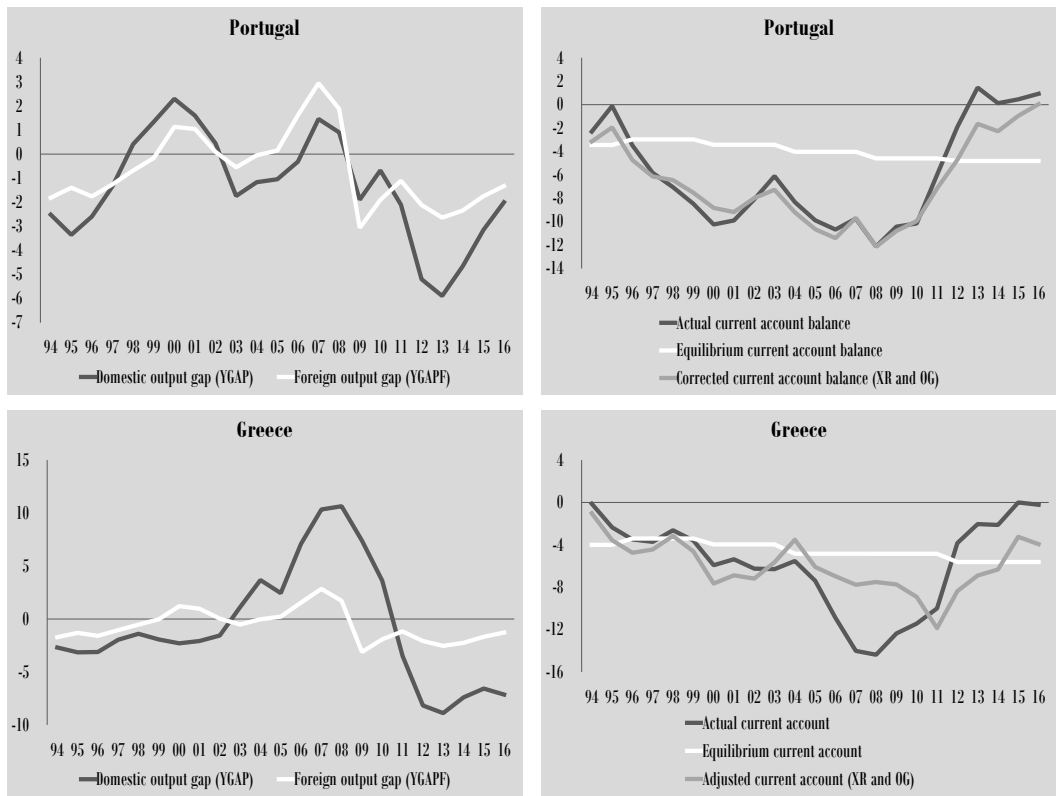 Portugal
4
3
2
1
0
-1
-2
-3
-4
-5
-6
-7
94 95 96 97 98 99 00 01 02 03 04 05 06 07 08 09 10 11 12 13 14 15 16
Domestic output gap (YGAP) Foreign output gap (YGAPF)
Portugal
4
2
0
-2
-4
-6
-8
-10
-12
-14
94 95 96 97 98 99 00 01 02 03 04 05 06 07 08 09 10 11 12 13 14 15 16
Actual current account balance
Equilibrium current account balance
Corrected current account balance (XR and OG)
Greece
15
10
5
0
-5
-10
94 95 96 97 98 99 00 01 02 03 04 05 06 07 08 09 10 11 12 13 14 15 16
Domestic output gap (YGAP) Foreign output gap (YGAPF)
Greece
4
0
-4
-8
-12
-16
94 95 96 97 98 99 00 01 02 03 04 05 06 07 08 09 10 11 12 13 14 15 16
Actual current account
Equilibrium current account
Adjusted current account (XR and OG)